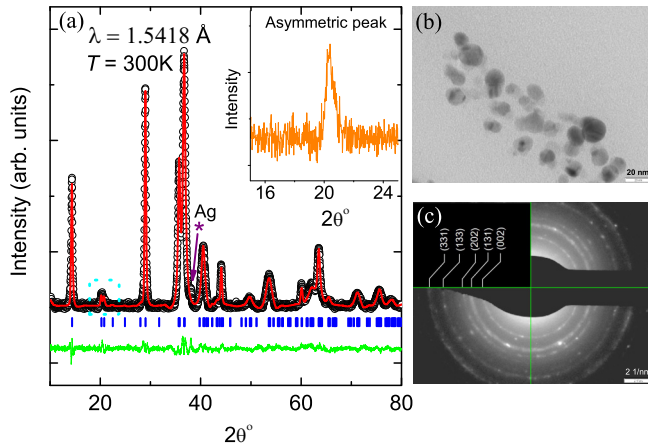 (a)
λ = 1.5418 Å
T = 300K
Asymmetric peak
Intensity
16 20 24
2θ°
Ag
*
Intensity (arb. units)
10 20 40 60 80
2θ°
(b)
20 nm
(c)
(331)
(133)
(202)
(131)
(002)
2 1/nm